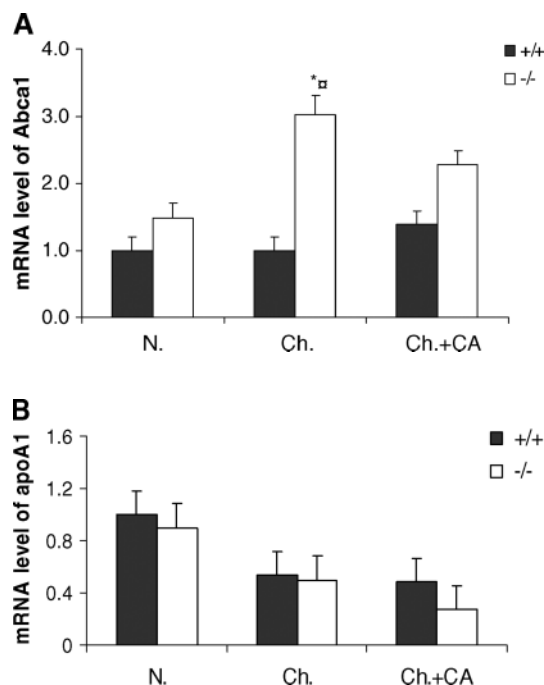 A
mRNA level of Abca1
4.0
3.0
2.0
1.0
0.0
*¤
+/+
-/-
N.
Ch.
Ch.+CA
B
mRNA level of apoA1
1.6
1.2
0.8
0.4
0
+/+
-/-
N.
Ch.
Ch.+CA